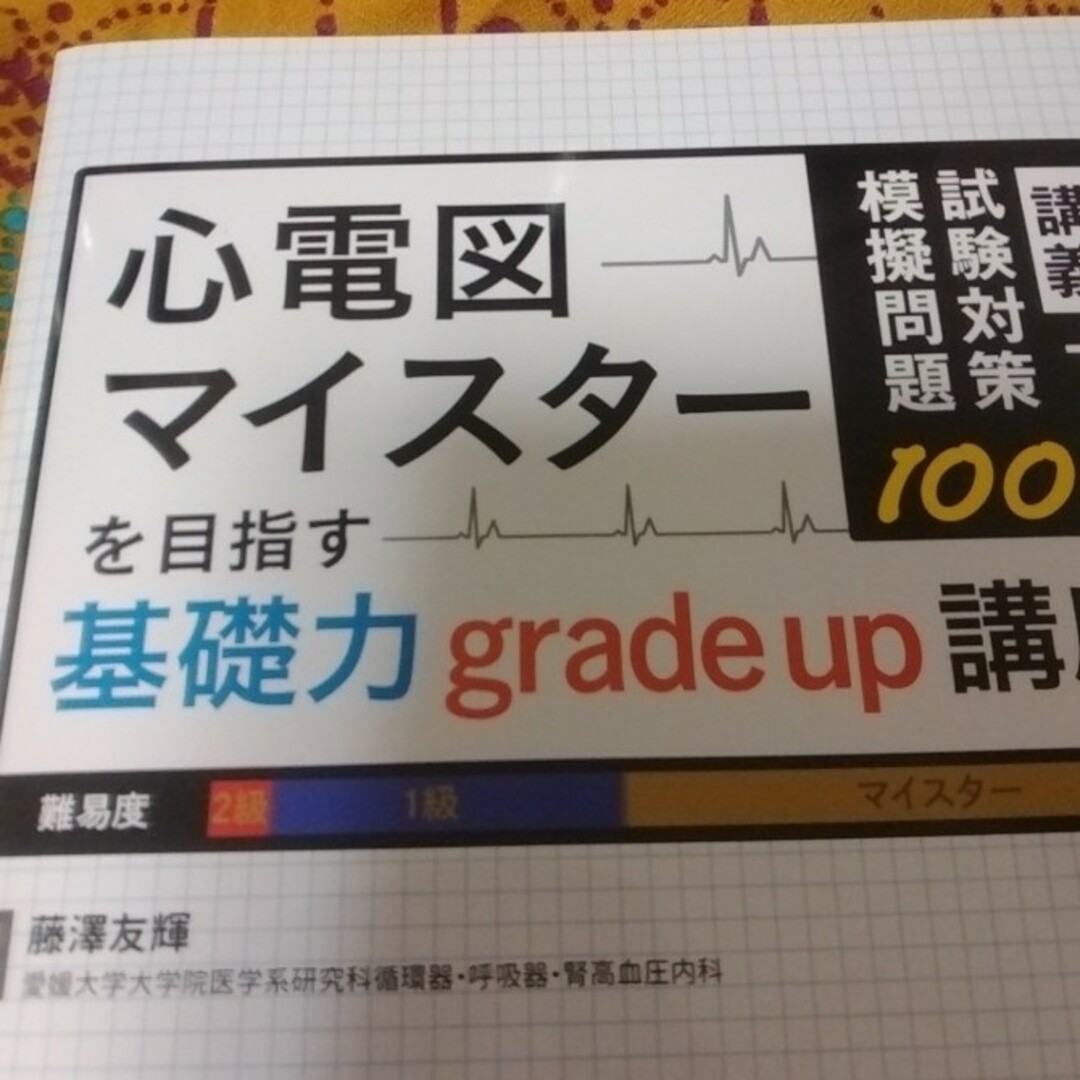 心電図
マイスター
を目指す
基礎力 grade up 講
試験対策
模擬問題
100
講義
難易度 2級 1級 マイスター
藤澤友輝
愛媛大学大学院医学系研究科循環器・呼吸器・腎高血圧内科